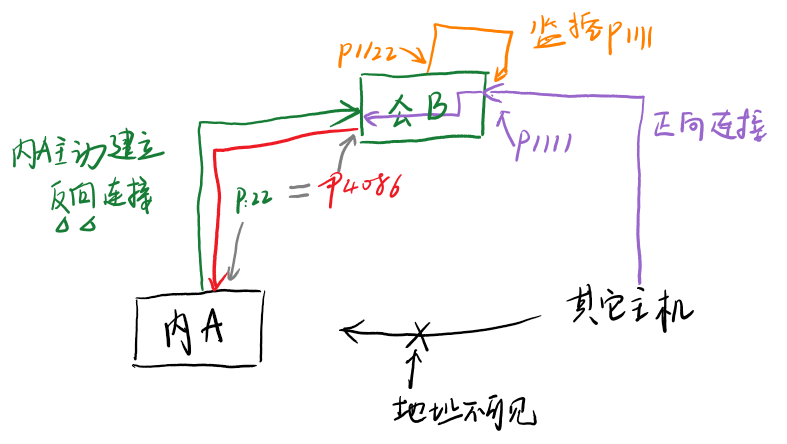 监控p1111
p1122
公B
p1111
正向连接
内A主动建立
反向连接
p:22 = p4086
内A
其它主机
地址不可见